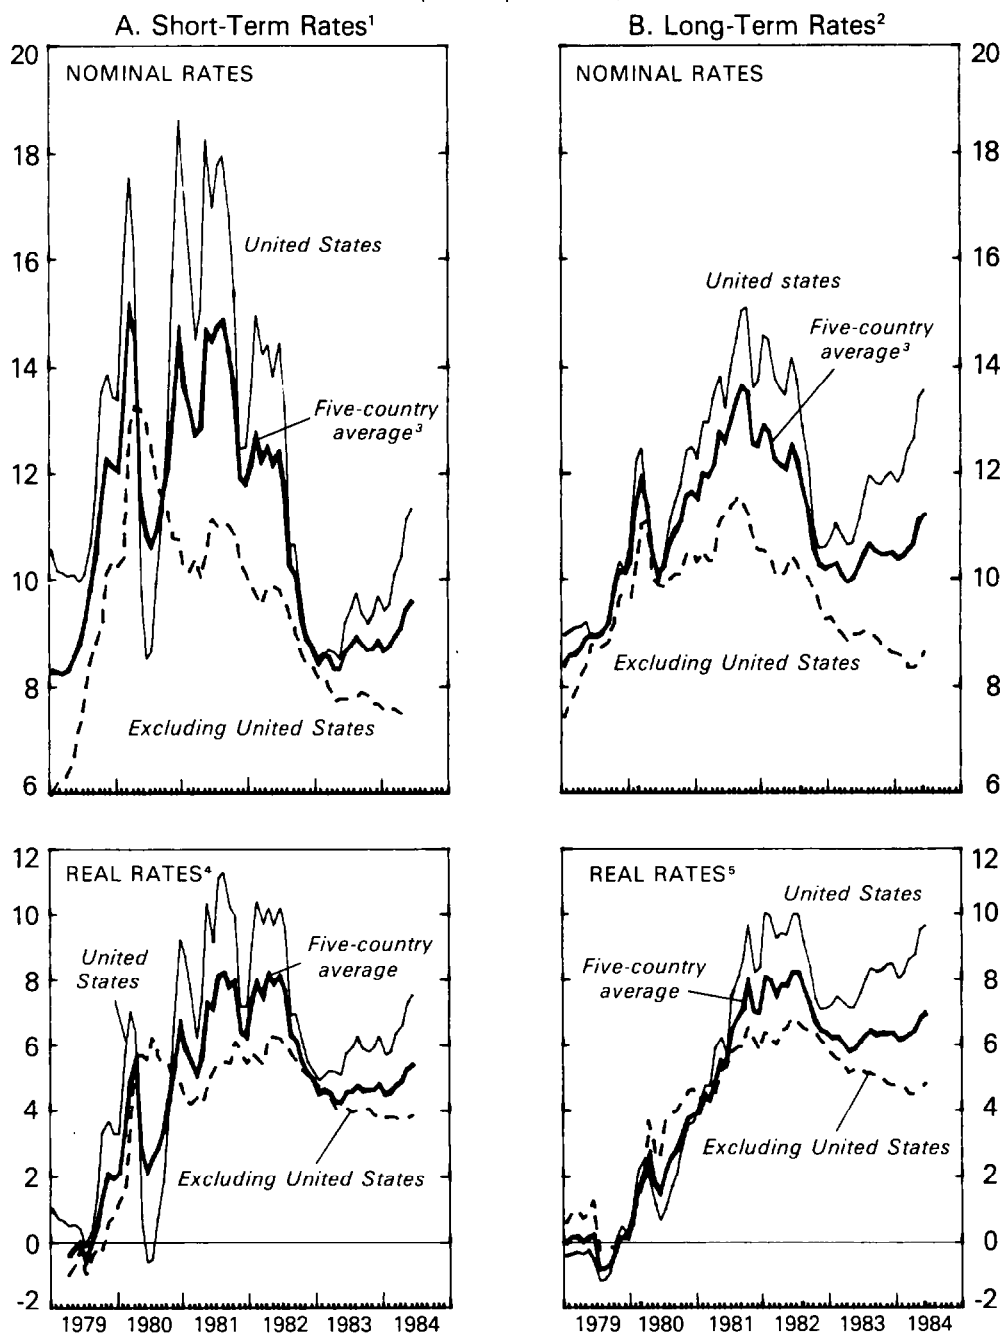 A. Short-Term Rates¹
B. Long-Term Rates²
20
NOMINAL RATES
18
16
14
12
10
8
6
United States
Five-country
average³
Excluding United States
NOMINAL RATES
20
18
16
14
12
10
8
6
United states
Five-country
average³
Excluding United States
12
10
8
6
4
2
0
-2
REAL RATES⁴
United
States
Five-country
average
Excluding United States
1979 1980 1981 1982 1983 1984
REAL RATES⁵
United States
Five-country
average
Excluding United States
12
10
8
6
4
2
0
-2
1979 1980 1981 1982 1983 1984